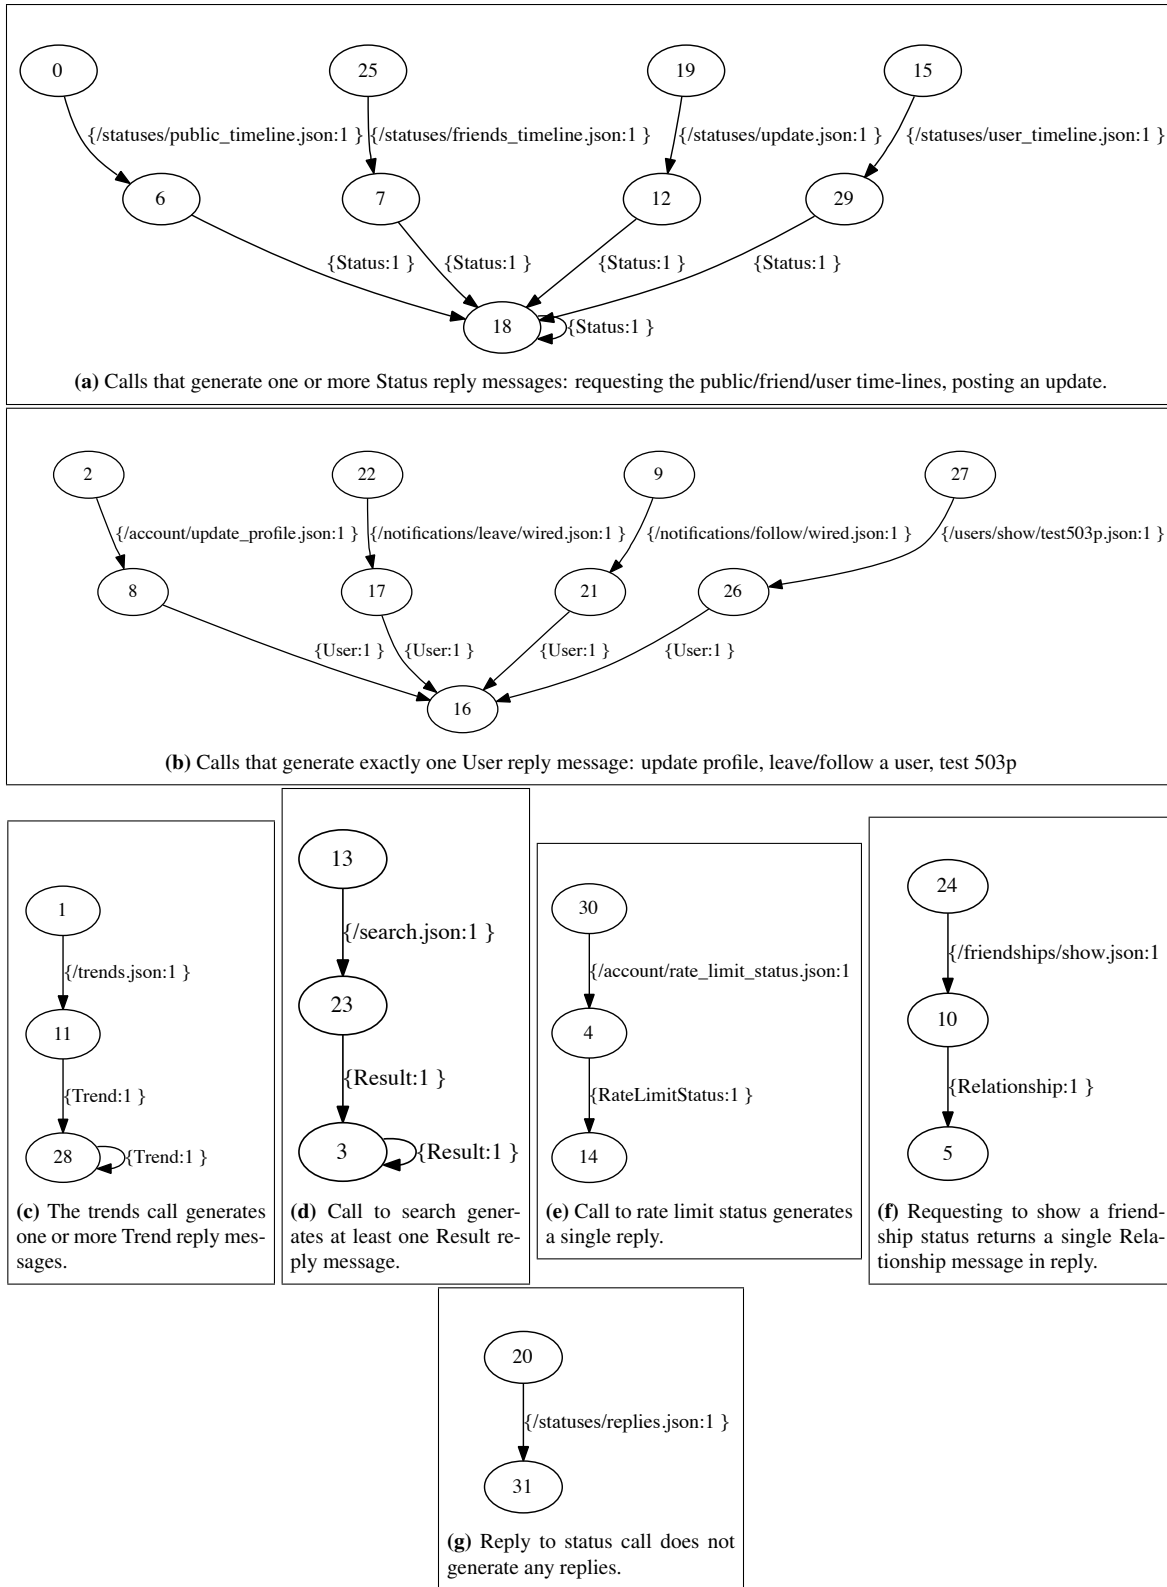 0 25 19 15
{/statuses/public_timeline.json:1 } {/statuses/friends_timeline.json:1 } {/statuses/update.json:1 } {/statuses/user_timeline.json:1 }
6 7 12 29
{Status:1 } {Status:1 } {Status:1 } {Status:1 }
18 {Status:1 }
(a) Calls that generate one or more Status reply messages: requesting the public/friend/user time-lines, posting an update.
2 22 9 27
{/account/update_profile.json:1 } {/notifications/leave/wired.json:1 } {/notifications/follow/wired.json:1 } {/users/show/test503p.json:1 }
8 17 21 26
{User:1 } {User:1 } {User:1 } {User:1 }
16
(b) Calls that generate exactly one User reply message: update profile, leave/follow a user, test 503p
1
{/trends.json:1 }
11
{Trend:1 }
28 {Trend:1 }
(c) The trends call generates
one or more Trend reply mes-
sages.
13
{/search.json:1 }
23
{Result:1 }
3 {Result:1 }
(d) Call to search gener-
ates at least one Result re-
ply message.
30
{/account/rate_limit_status.json:1
4
{RateLimitStatus:1 }
14
(e) Call to rate limit status generates
a single reply.
24
{/friendships/show.json:1
10
{Relationship:1 }
5
(f) Requesting to show a friend-
ship status returns a single Rela-
tionship message in reply.
20
{/statuses/replies.json:1 }
31
(g) Reply to status call does not
generate any replies.